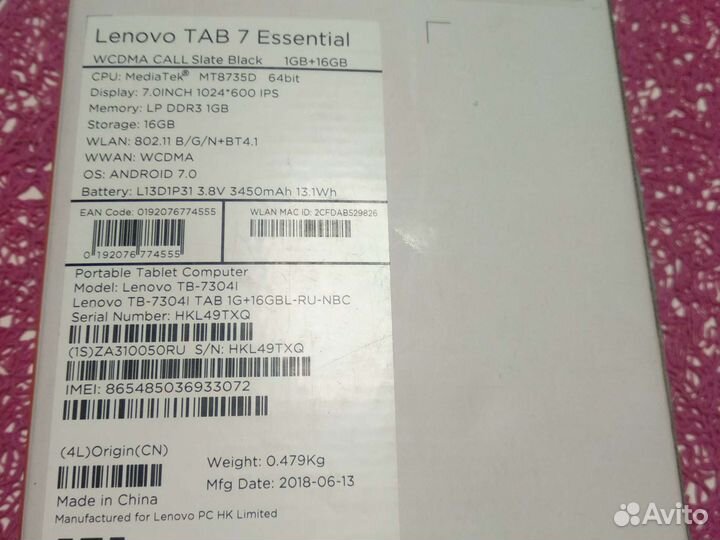 Lenovo TAB 7 Essential
WCDMA CALL Slate Black 1GB+16GB
CPU: MediaTek® MT8735D 64bit
Display: 7.0INCH 1024*600 IPS
Memory: LP DDR3 1GB
Storage: 16GB
WLAN: 802.11 B/G/N+BT4.1
WWAN: WCDMA
OS: ANDROID 7.0
Battery: L13D1P31 3.8V 3450mAh 13.1Wh
EAN Code: 0192076774555
WLAN MAC ID: 2CFDAB529826
0 192076 774555
Portable Tablet Computer
Model: Lenovo TB-7304I
Lenovo TB-7304I TAB 1G+16GBL-RU-NBC
Serial Number: HKL49TXQ
(1S)ZA310050RU S/N: HKL49TXQ
IMEI: 865485036933072
(4L)Origin(CN)
Weight: 0.479Kg
Mfg Date: 2018-06-13
Made in China
Manufactured for Lenovo PC HK Limited
Avito